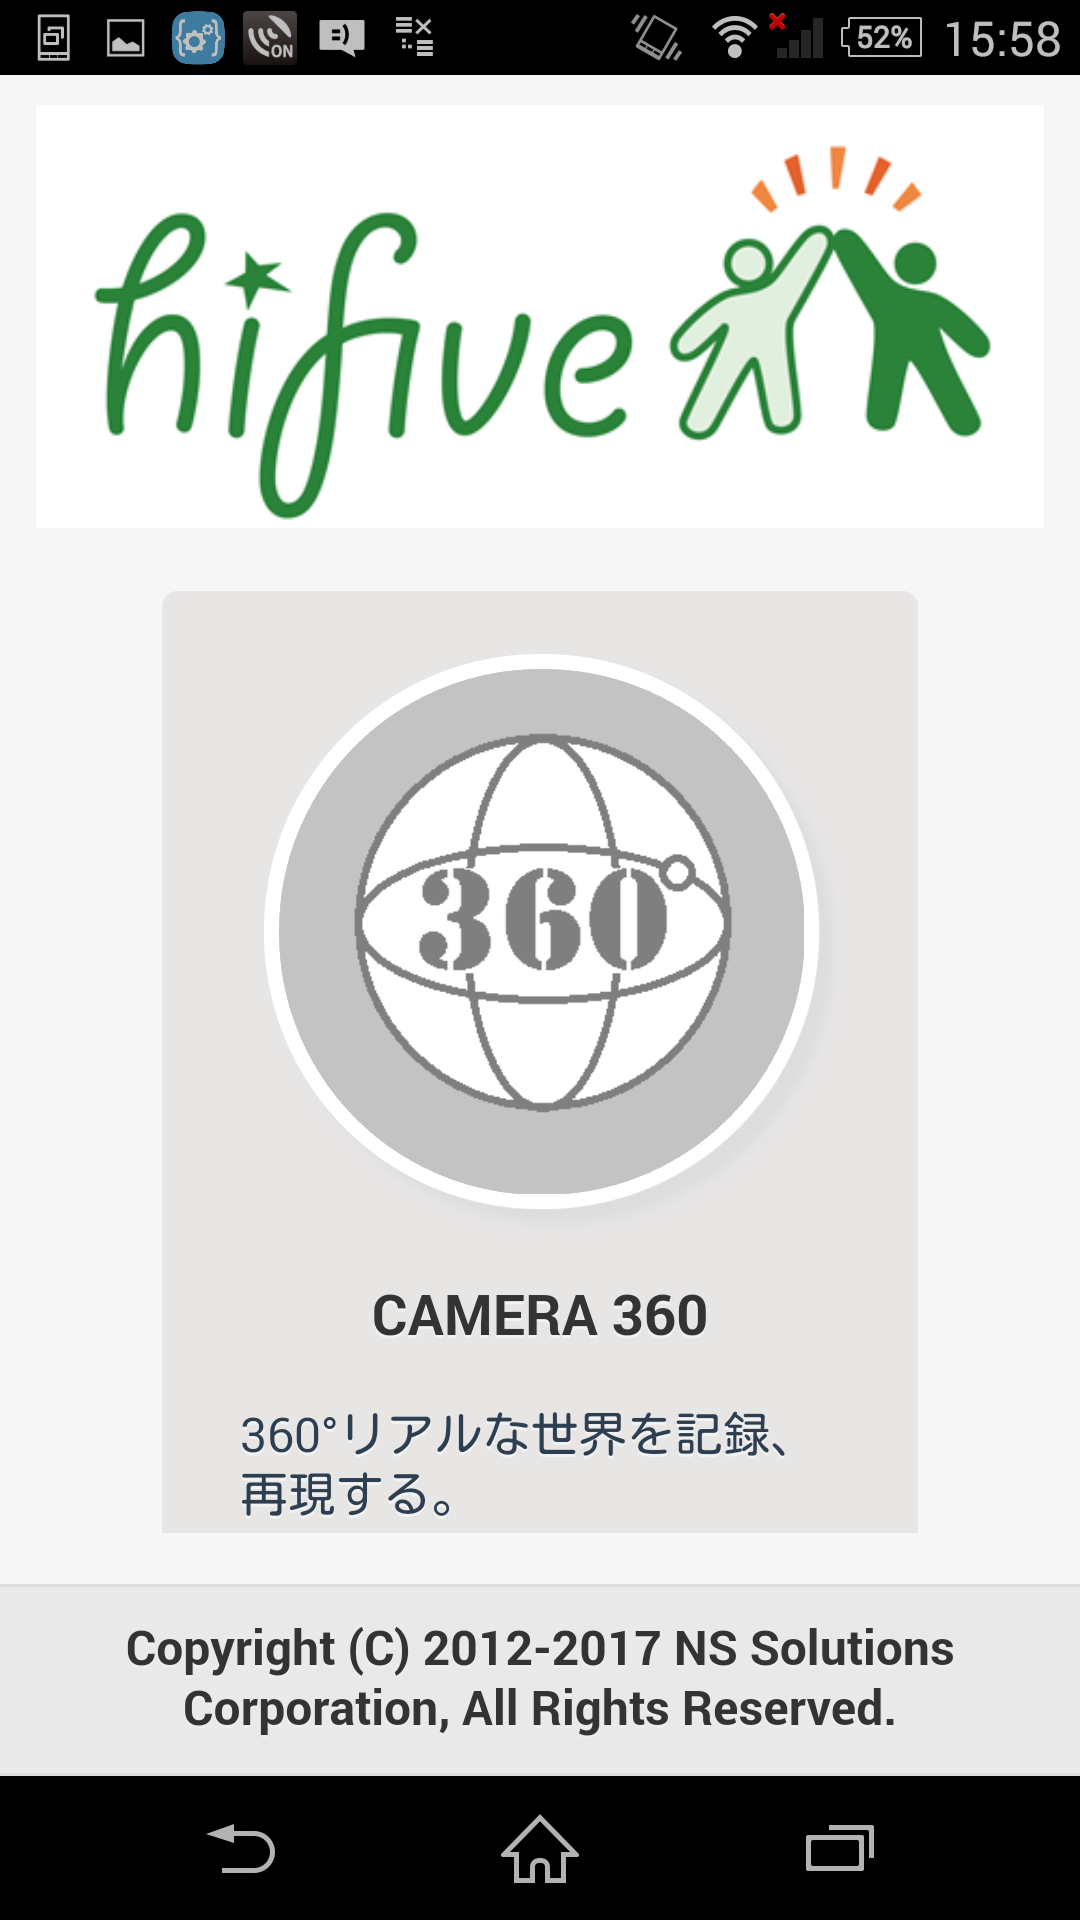 ON
52%
15:58
hifive
360
CAMERA 360
360°リアルな世界を記録、
再現する。
Copyright (C) 2012-2017 NS Solutions
Corporation, All Rights Reserved.